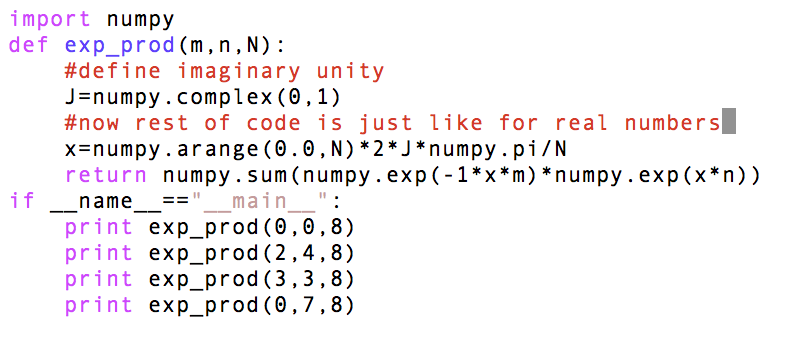 import numpy
def exp_prod(m,n,N):
    #define imaginary unity
    J=numpy.complex(0,1)
    #now rest of code is just like for real numbers
    x=numpy.arange(0.0,N)*2*J*numpy.pi/N
    return numpy.sum(numpy.exp(-1*x*m)*numpy.exp(x*n))
if __name__=="__main__":
    print exp_prod(0,0,8)
    print exp_prod(2,4,8)
    print exp_prod(3,3,8)
    print exp_prod(0,7,8)